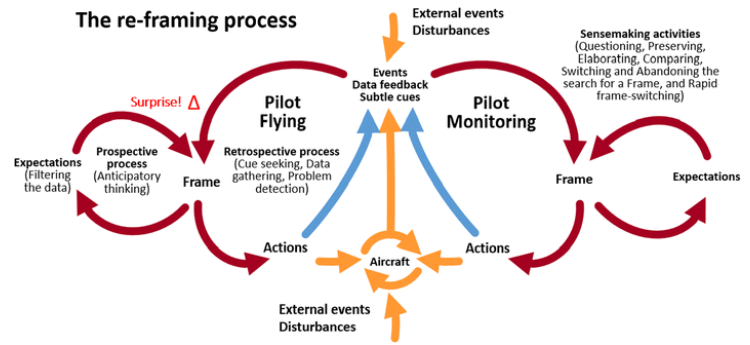 The re-framing process
External events
Disturbances
Sensemaking activities
(Questioning, Preserving,
Elaborating, Comparing,
Switching and Abandoning the
search for a Frame, and Rapid
frame-switching)
Events
Data feedback
Subtle cues
Surprise! Δ
Pilot
Flying
Pilot
Monitoring
Expectations
(Filtering
the data)
Prospective
process
(Anticipatory
thinking)
Frame
Retrospective process
(Cue seeking, Data
gathering, Problem
detection)
Frame
Expectations
Actions
Aircraft
Actions
External events
Disturbances